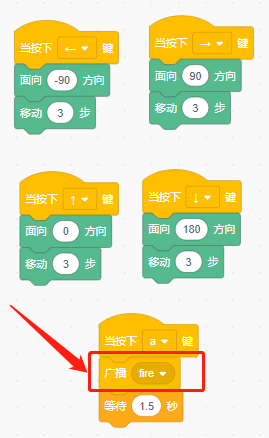 当按下 ← 键
面向 -90 方向
移动 3 步
当按下 → 键
面向 90 方向
移动 3 步
当按下 ↑ 键
面向 0 方向
移动 3 步
当按下 ↓ 键
面向 180 方向
移动 3 步
当按下 a 键
广播 fire
等待 1.5 秒